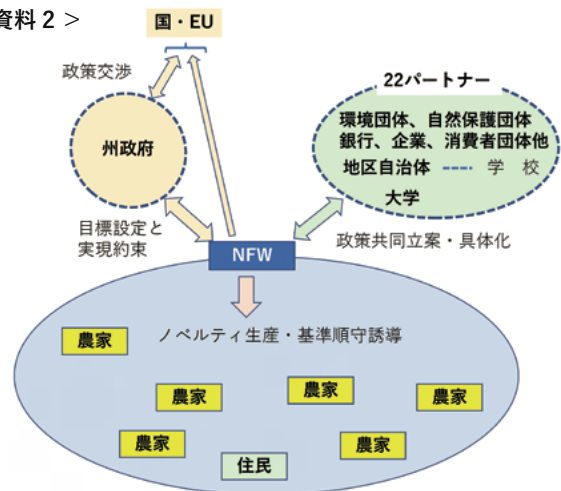 資料 2 >
国・EU
政策交渉
州政府
22パートナー
環境団体、自然保護団体
銀行、企業、消費者団体他
地区自治体 学 校
大学
目標設定と
実現約束
政策共同立案・具体化
NFW
ノベルティ生産・基準順守誘導
農家
農家
農家
農家
農家
農家
住民